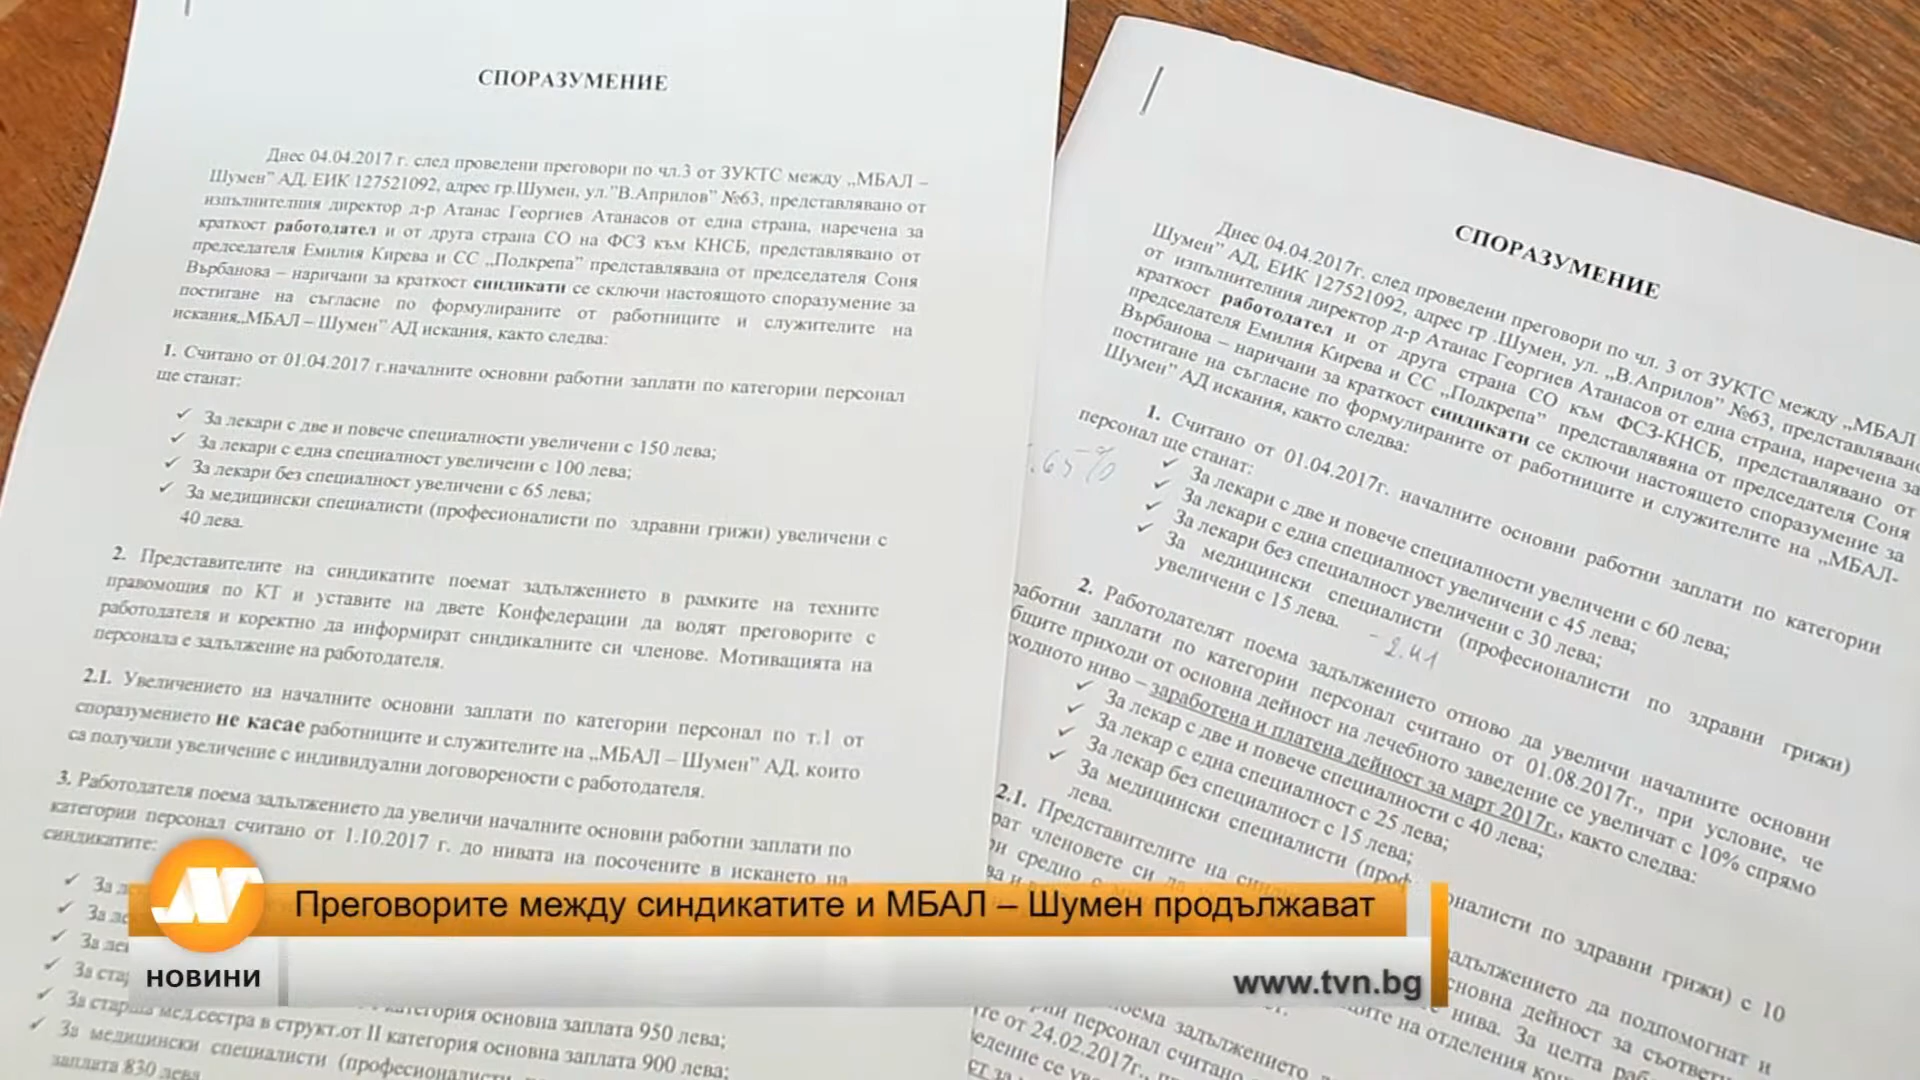 СПОРАЗУМЕНИЕ
Днес 04.04.2017 г. след проведени преговори по чл.3 от ЗУКТС между „МБАЛ –
Шумен” АД, ЕИК 127521092, адрес гр.Шумен, ул.”В.Априлов” №63, представлявано от
изпълнителния директор д-р Атанас Георгиев Атанасов от една страна, наречена за
краткост работодател и от друга страна СО на ФСЗ към КНСБ, представлявано от
председателя Емилия Кирева и СС „Подкрепа” представлявана от председателя Соня
Върбанова – наричани за краткост синдикати се сключи настоящото споразумение за
постигане на съгласие по формулираните от работниците и служителите на
искания„МБАЛ – Шумен” АД искания, както следва:
1. Считано от 01.04.2017 г.началните основни работни заплати по категории персонал
ще станат:
✓ За лекари с две и повече специалности увеличени с 150 лева;
✓ За лекари с една специалност увеличени с 100 лева;
✓ За лекари без специалност увеличени с 65 лева;
✓ За медицински специалисти (професионалисти по здравни грижи) увеличени с
40 лева.
2. Представителите на синдикатите поемат задължението в рамките на техните
правомощия по КТ и уставите на двете Конфедерации да водят преговорите с
работодателя и коректно да информират синдикалните си членове. Мотивацията на
персонала е задължение на работодателя.
2.1. Увеличението на началните основни заплати по категории персонал по т.1 от
споразумението не касае работниците и служителите на „МБАЛ – Шумен” АД, които
са получили увеличение с индивидуални договорености с работодателя.
3. Работодателя поема задължението да увеличи началните основни работни заплати по
категории персонал считано от 1.10.2017 г. до нивата на посочените в искането на
синдикатите:
✓ За
✓ За
✓ За
✓ За
категория основна заплата 950 лева;
✓ За старша мед.сестра в структ.от II категория основна заплата 900 лева;
✓ За медицински специалисти (професионалисти
заплата 830 лева
СПОРАЗУМЕНИЕ
Днес 04.04.2017г. след проведени преговори по чл. 3 от ЗУКТС между „МБАЛ
Шумен” АД, ЕИК 127521092, адрес гр .Шумен, ул. „В.Априлов” №63, представлявано
от изпълнителния директор д-р Атанас Георгиев Атанасов от една страна, наречена за
краткост работодател и от друга страна СО към ФСЗ-КНСБ, представлявано от
председателя Емилия Кирева и СС „Подкрепа” представлявяна от председателя Соня
Върбанова – наричани за краткост синдикати се сключи настоящото споразумение за
постигане на съгласие по формулираните от работниците и служителите на „МБАЛ-
Шумен” АД искания, както следва:
1. Считано от 01.04.2017г. началните основни работни заплати по категории
персонал ще станат:
65%
✓ За лекари с две и повече специалности увеличени с 60 лева;
✓ За лекари с една специалност увеличени с 45 лева;
✓ За лекари без специалност увеличени с 30 лева;
✓ За медицински специалисти (професионалисти по здравни грижи)
увеличени с 15 лева.
- 2.41
2. Работодателят поема задължението отново да увеличи началните основни
работни заплати по категории персонал считано от 01.08.2017г., при условие, че
общите приходи от основна дейност на лечебното заведение се увеличат с 10% спрямо
ходното ниво – заработена и платена дейност за март 2017г., както следва:
✓ За лекар с две и повече специалности с 40 лева;
✓ За лекар с една специалност с 25 лева;
✓ За лекар без специалност с 15 лева;
✓ За медицински специалисти (проф налисти по здравни грижи) с 10
лева.
2.1. Представителите на задължението да подпомогнат и
членовете си да основна дейност за
средно с нива. За целта
на отделения
поема задължението
персонал считано
от 24.02.2017г.,
Преговорите между синдикатите и МБАЛ – Шумен продължават
НОВИНИ
www.tvn.bg